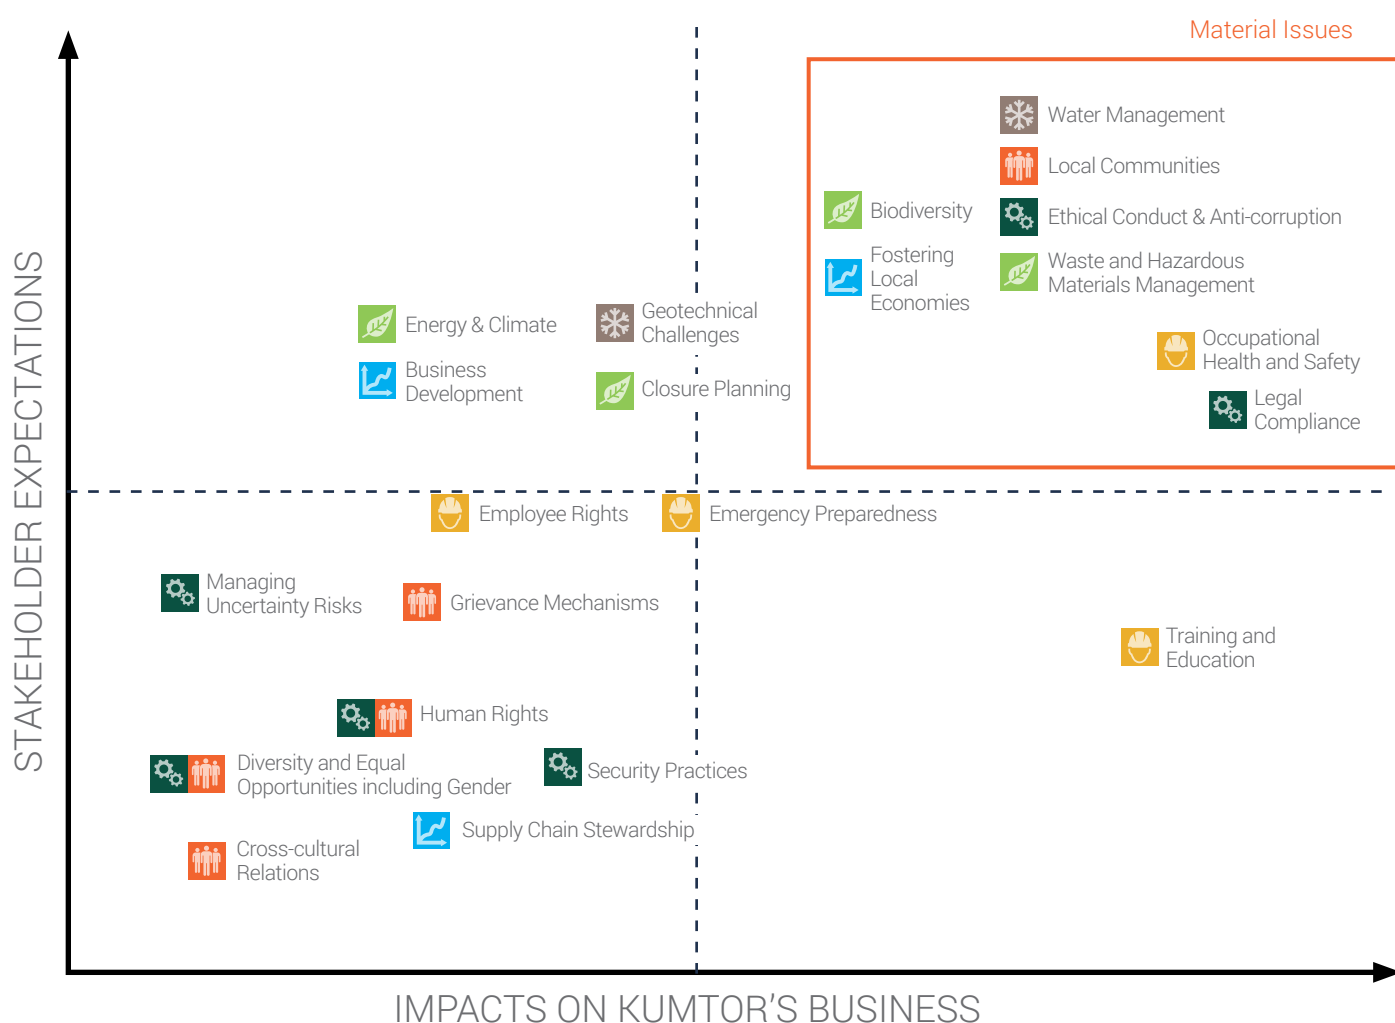 Material Issues
Water Management
Local Communities
Biodiversity
Ethical Conduct & Anti-corruption
Fostering
Local
Economies
Waste and Hazardous
Materials Management
Energy & Climate
Geotechnical
Challenges
Occupational
Health and Safety
Business
Development
Closure Planning
Legal
Compliance
STAKEHOLDER EXPECTATIONS
Employee Rights
Emergency Preparedness
Managing
Uncertainty Risks
Grievance Mechanisms
Training and
Education
Human Rights
Diversity and Equal
Opportunities including Gender
Security Practices
Supply Chain Stewardship
Cross-cultural
Relations
IMPACTS ON KUMTOR'S BUSINESS